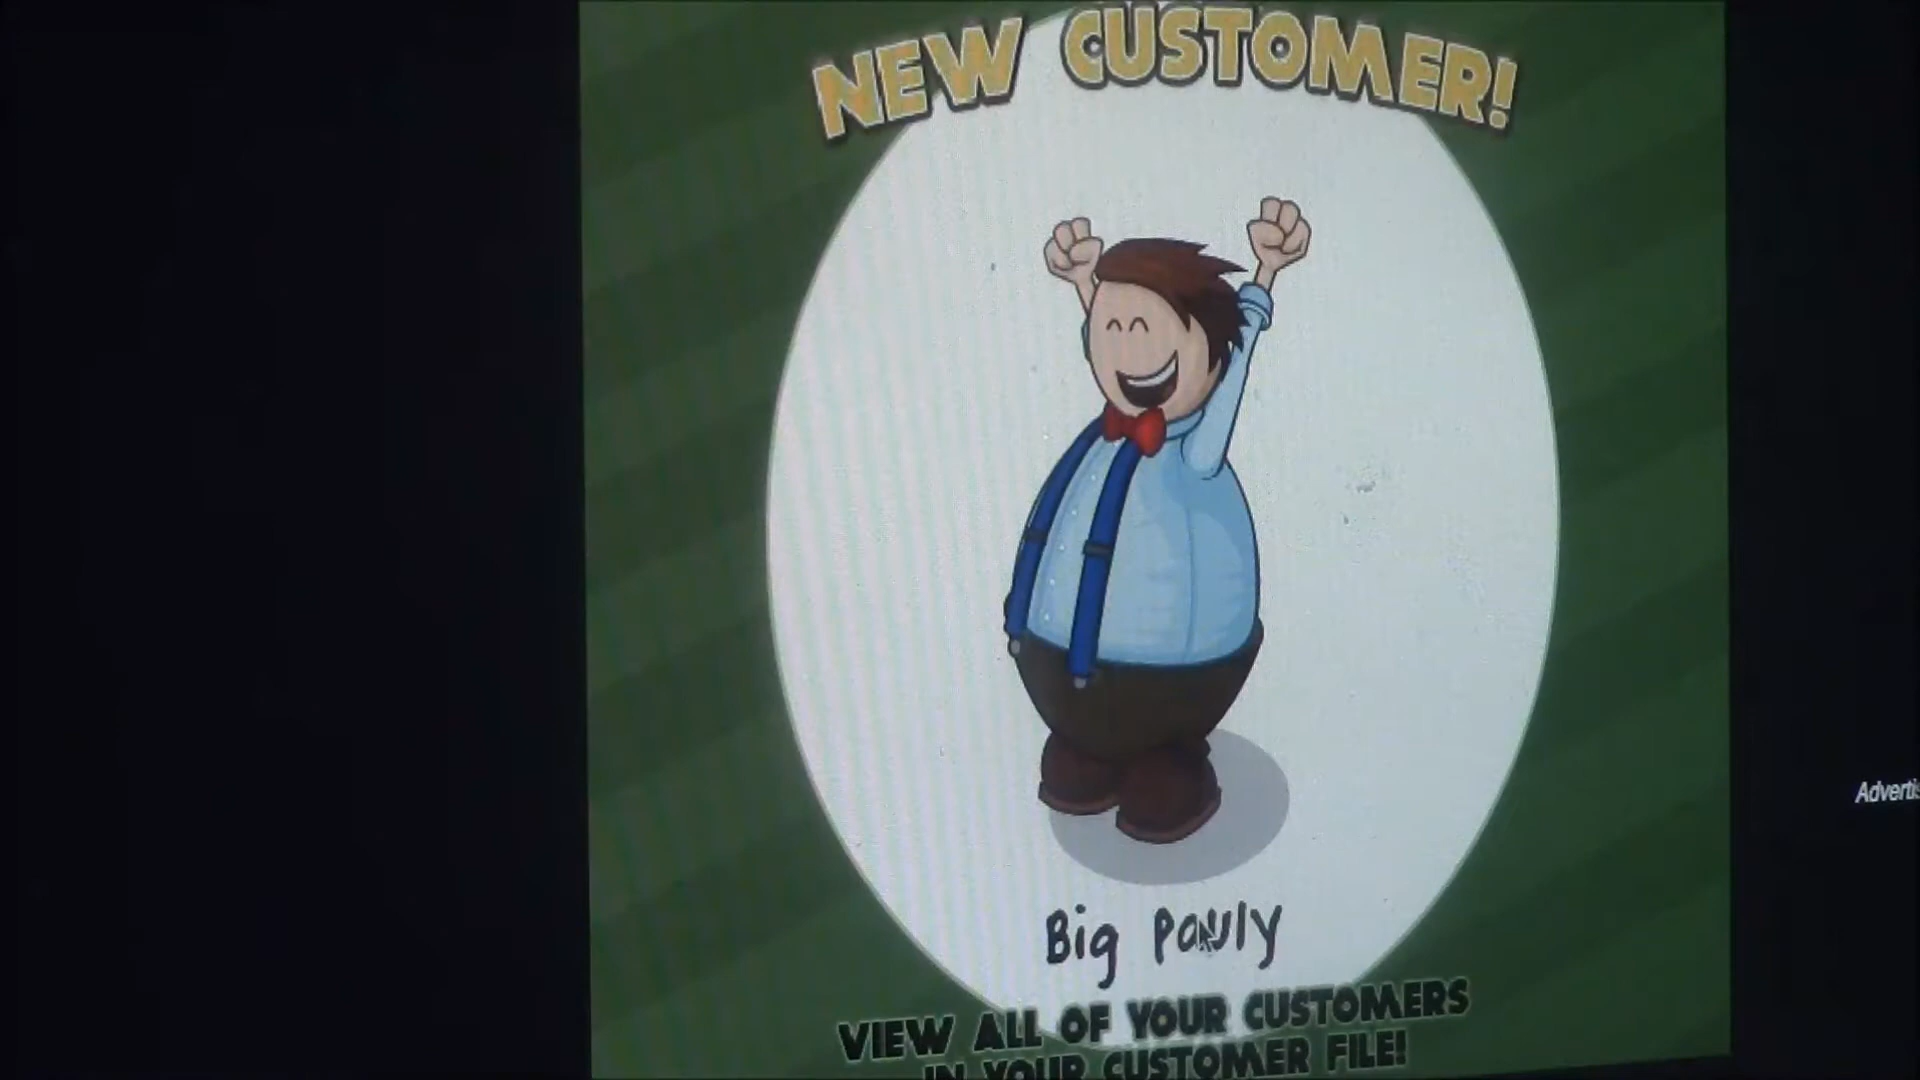 NEW CUSTOMER!
Big Pauly
VIEW ALL OF YOUR CUSTOMERS
IN YOUR CUSTOMER FILE!